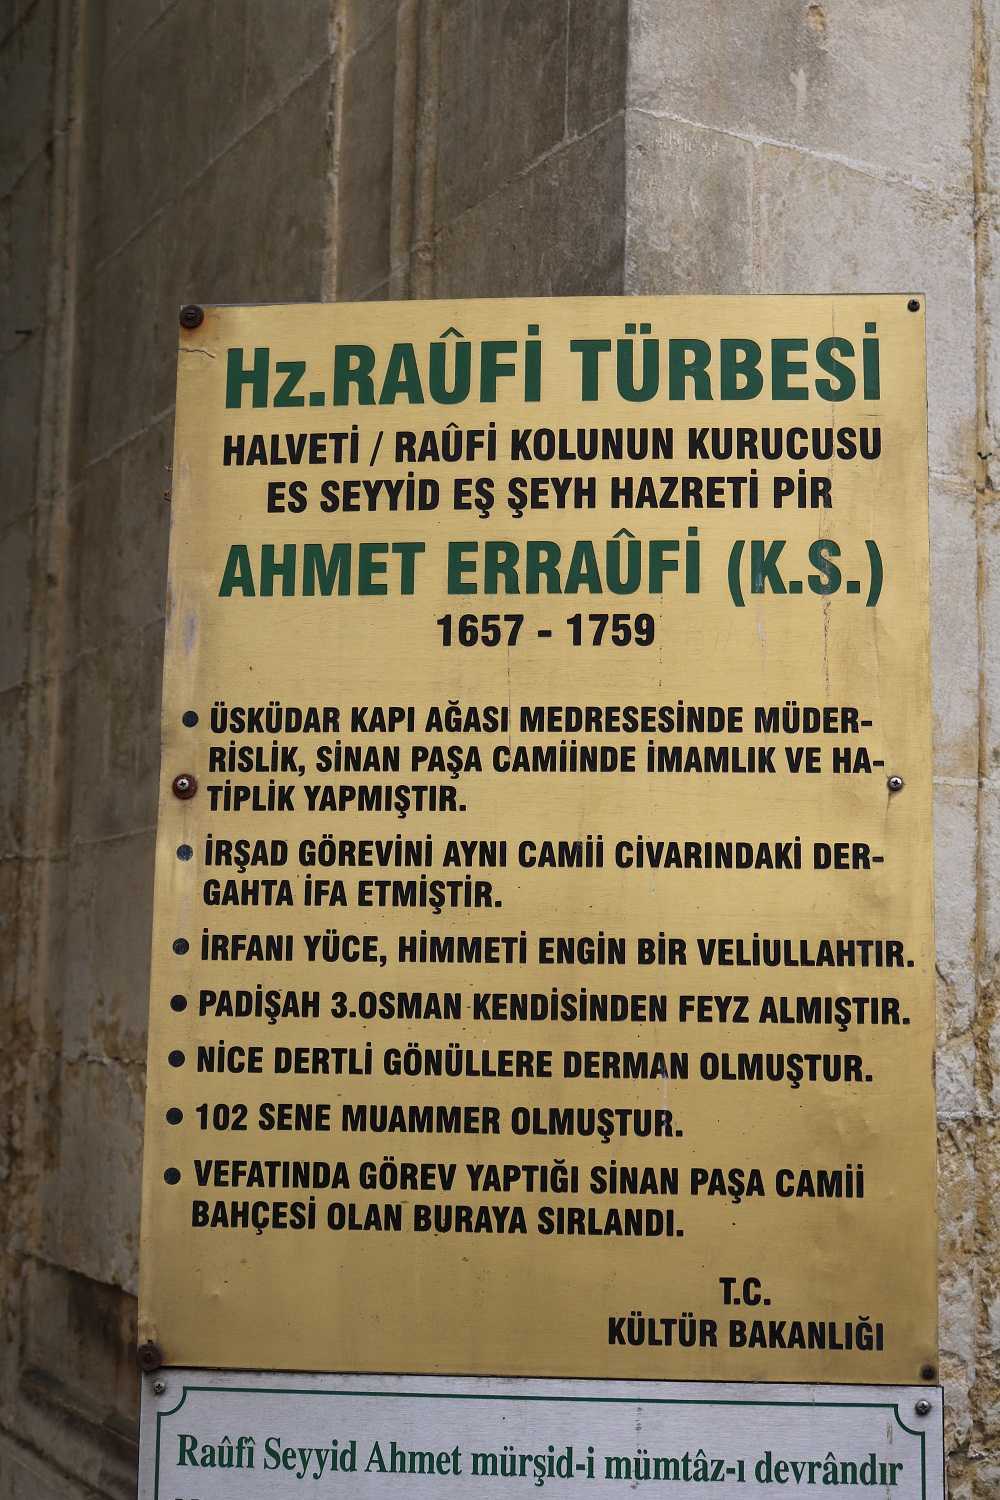 Hz.RAÛFİ TÜRBESİ
HALVETİ / RAÛFİ KOLUNUN KURUCUSU
ES SEYYİD EŞ ŞEYH HAZRETİ PİR
AHMET ERRAÛFİ (K.S.)
1657 - 1759
• ÜSKÜDAR KAPI AĞASI MEDRESESİNDE MÜDER-
RİSLİK, SİNAN PAŞA CAMİİNDE İMAMLIK VE HA-
TİPLİK YAPMIŞTIR.
• İRŞAD GÖREVİNİ AYNI CAMİİ CİVARINDAKİ DER-
GAHTA İFA ETMİŞTİR.
• İRFANI YÜCE, HİMMETİ ENGİN BİR VELİULLAHTIR.
• PADİŞAH 3.OSMAN KENDİSİNDEN FEYZ ALMIŞTIR.
• NİCE DERTLİ GÖNÜLLERE DERMAN OLMUŞTUR.
• 102 SENE MUAMMER OLMUŞTUR.
• VEFATINDA GÖREV YAPTIĞI SİNAN PAŞA CAMİİ
BAHÇESİ OLAN BURAYA SIRLANDI.
T.C.
KÜLTÜR BAKANLIĞI
Raûfî Seyyid Ahmet mürşid-i mümtâz-ı devrândır